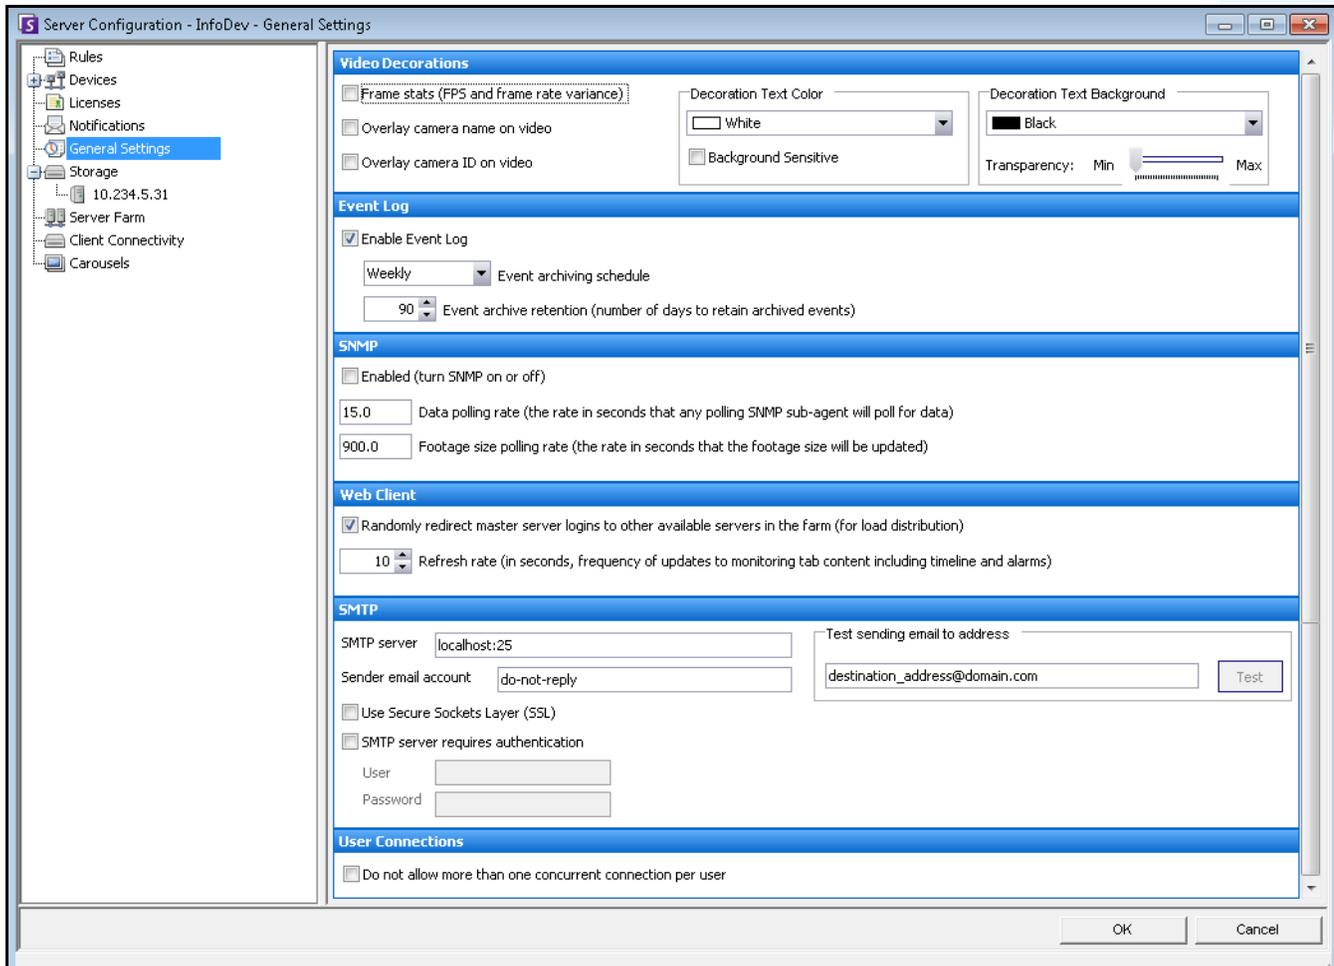 Server Configuration - InfoDev - General Settings
Rules
Devices
Licenses
Notifications
General Settings
Storage
10.234.5.31
Server Farm
Client Connectivity
Carousels
Video Decorations
Frame stats (FPS and frame rate variance)
Overlay camera name on video
Overlay camera ID on video
Decoration Text Color
White
Background Sensitive
Decoration Text Background
Black
Transparency: Min Max
Event Log
Enable Event Log
Weekly Event archiving schedule
90 Event archive retention (number of days to retain archived events)
SNMP
Enabled (turn SNMP on or off)
15.0 Data polling rate (the rate in seconds that any polling SNMP sub-agent will poll for data)
900.0 Footage size polling rate (the rate in seconds that the footage size will be updated)
Web Client
Randomly redirect master server logins to other available servers in the farm (for load distribution)
10 Refresh rate (in seconds, frequency of updates to monitoring tab content including timeline and alarms)
SMTP
SMTP server localhost:25
Sender email account do-not-reply
Use Secure Sockets Layer (SSL)
SMTP server requires authentication
User
Password
Test sending email to address
destination_address@domain.com Test
User Connections
Do not allow more than one concurrent connection per user
OK Cancel